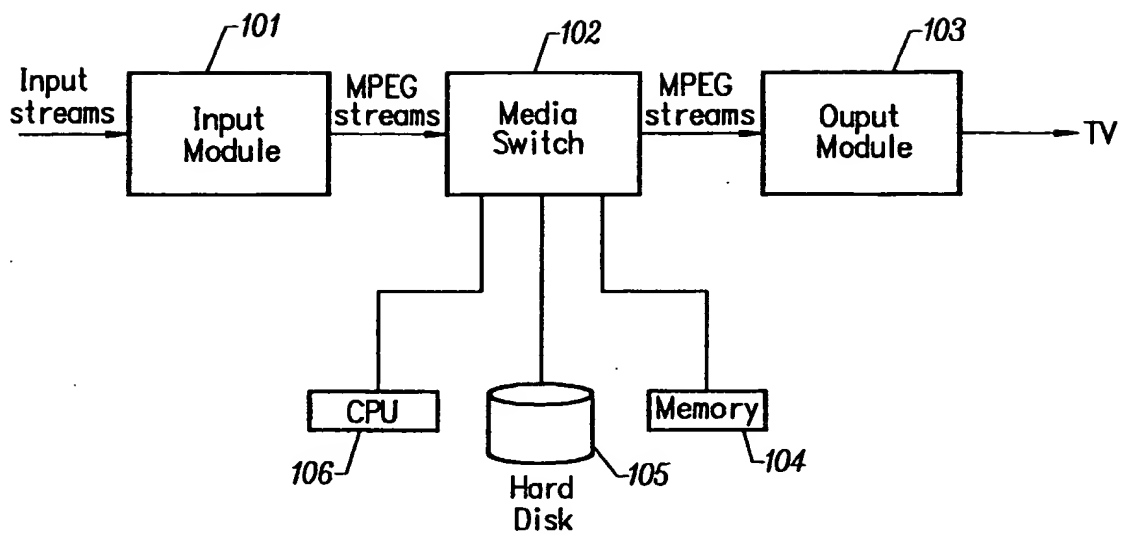 101
102
103
Input
streams
Input
Module
MPEG
streams
Media
Switch
MPEG
streams
Ouput
Module
TV
CPU
Memory
106
105
104
Hard
Disk